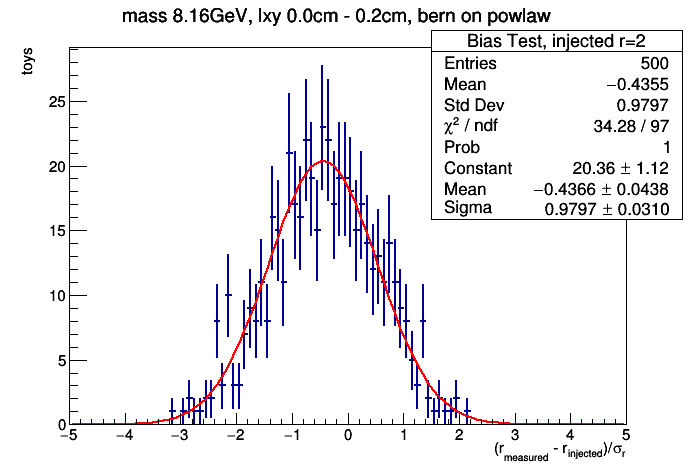 mass 8.16GeV, lxy 0.0cm - 0.2cm, bern on powlaw
toys
Bias Test, injected r=2
Entries 500
Mean −0.4355
Std Dev 0.9797
χ² / ndf 34.28 / 97
Prob 1
Constant 20.36 ± 1.12
Mean −0.4366 ± 0.0438
Sigma 0.9797 ± 0.0310
25
20
15
10
5
0
−5 −4 −3 −2 −1 0 1 2 3 4 5
(r_measured - r_injected)/σ_r